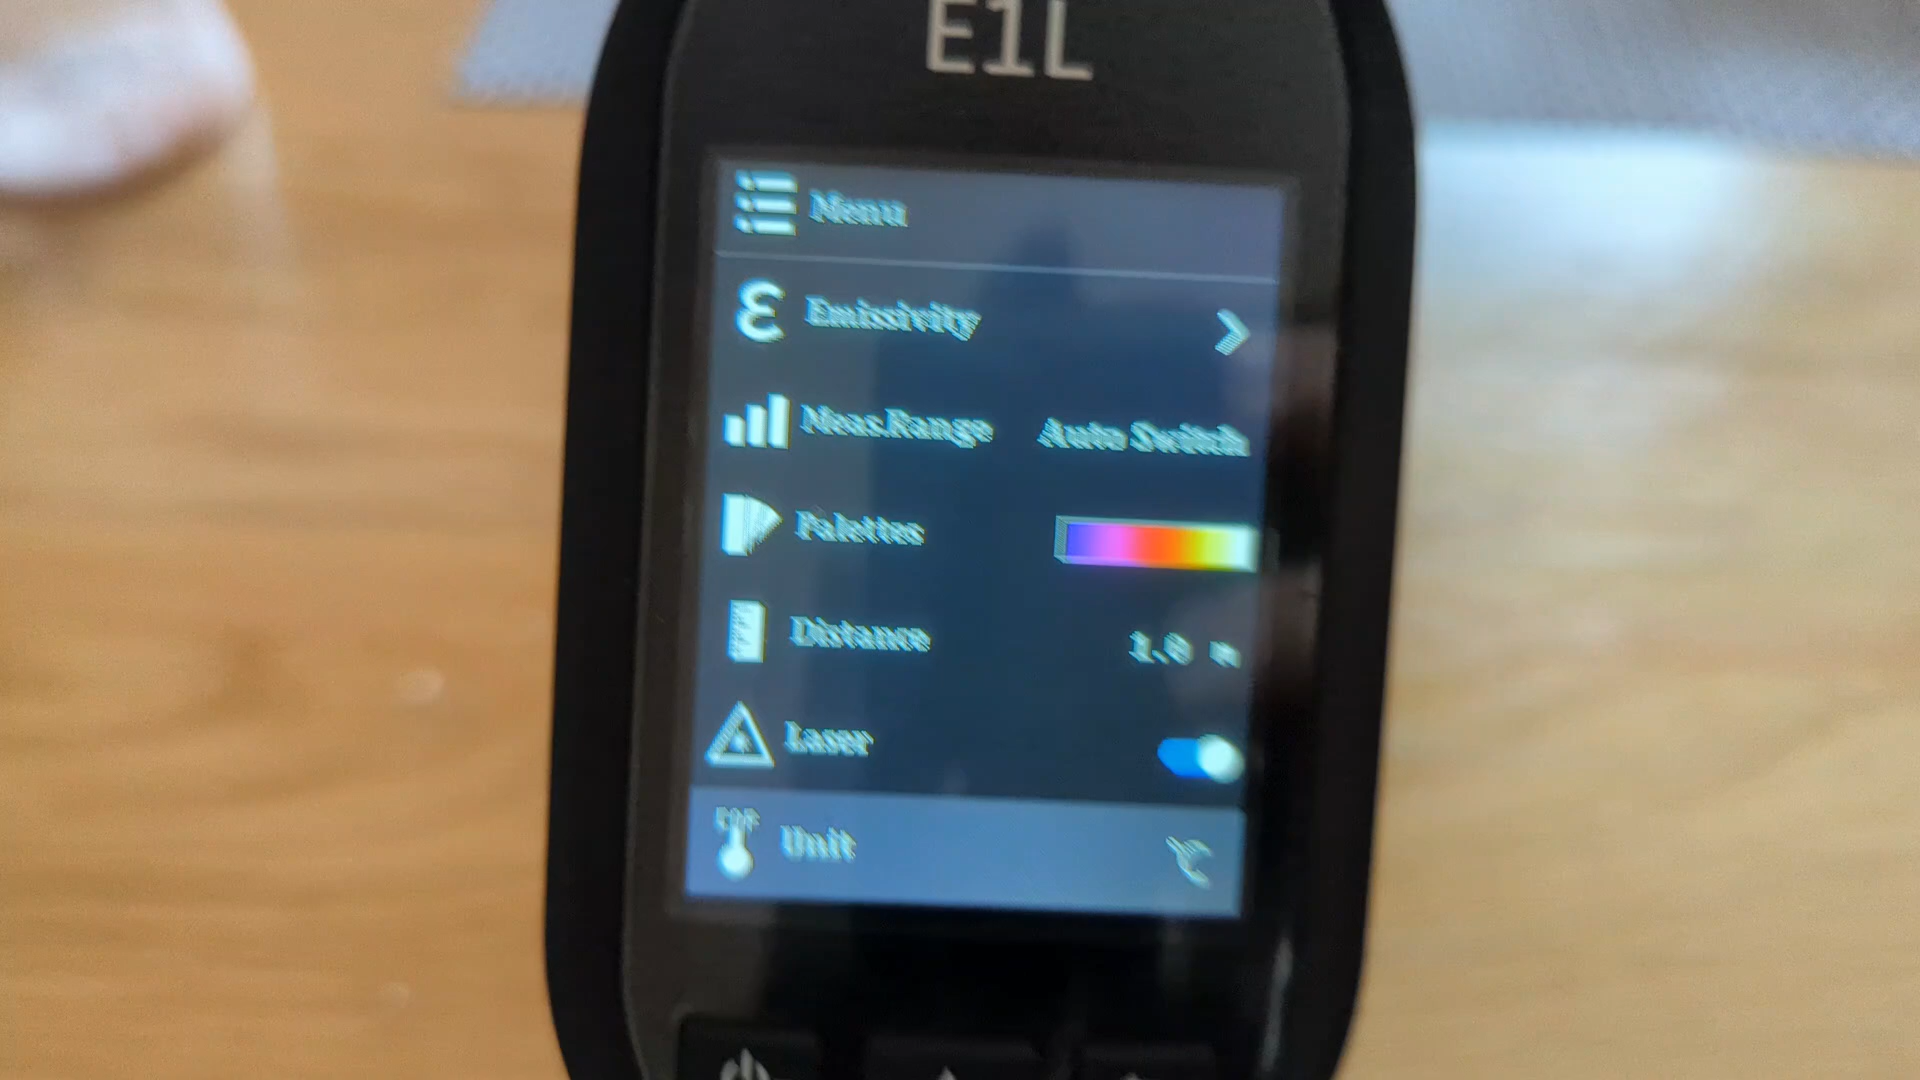 E1L
Menu
Emissivity
Meas.Range Auto Switch
Palettes
Distance 1.0 m
Laser
Unit °C